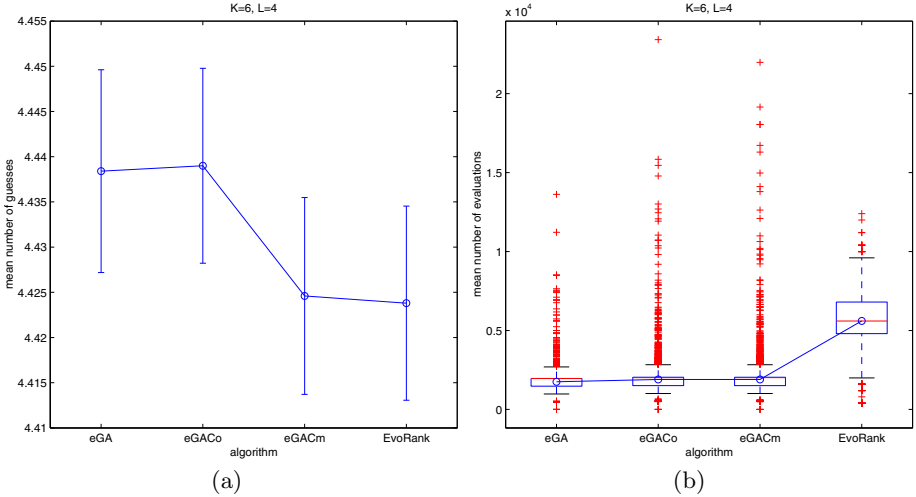 K=6, L=4
4.455
4.45
4.445
4.44
4.435
4.43
4.425
4.42
4.415
4.41
mean number of guesses
eGA eGACo eGACm EvoRank
algorithm
(a)
x 10^4
K=6, L=4
2
1.5
1
0.5
0
mean number of evaluations
eGA eGACo eGACm EvoRank
algorithm
(b)